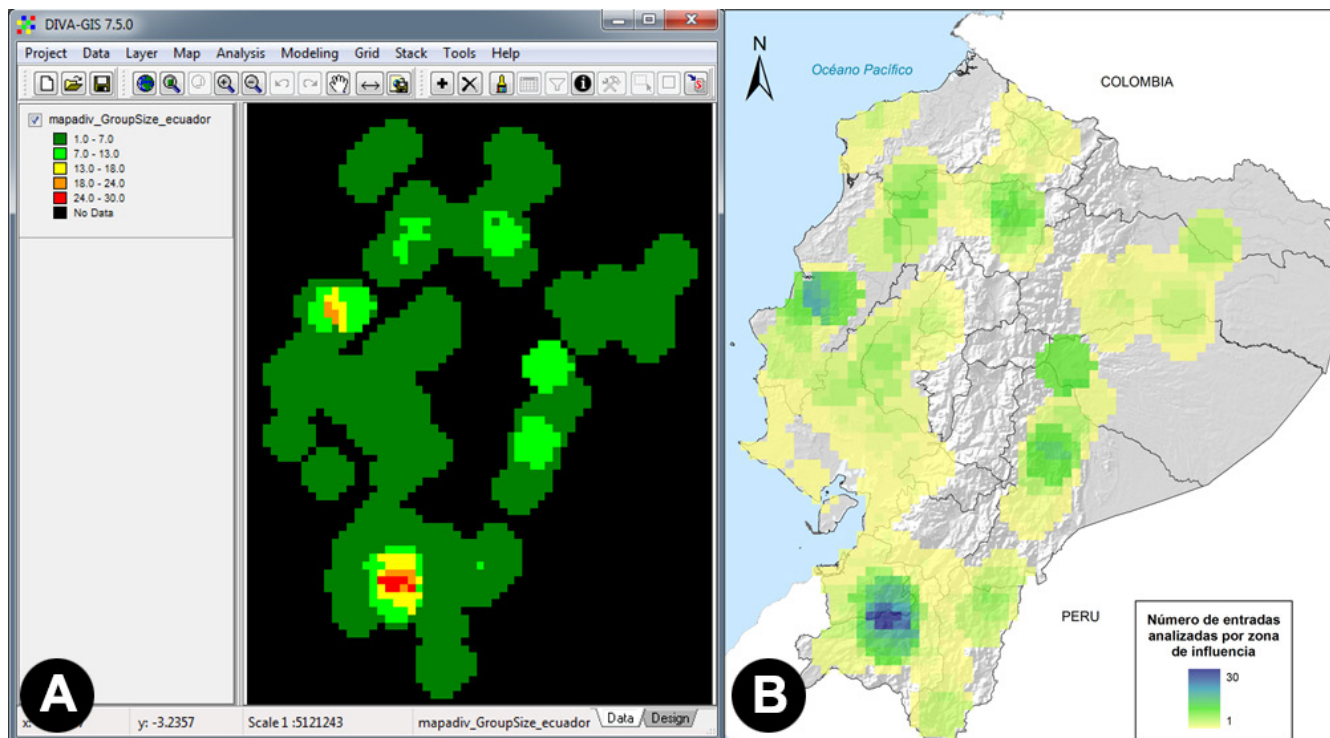 DIVA-GIS 7.5.0
Project Data Layer Map Analysis Modeling Grid Stack Tools Help
mapadiv_GroupSize_ecuador
1.0 - 7.0
7.0 - 13.0
13.0 - 18.0
18.0 - 24.0
24.0 - 30.0
No Data
A
y: -3.2357
Scale 1 :5121243
mapadiv_GroupSize_ecuador
Data
Design
N
Océano Pacífico
COLOMBIA
PERU
Número de entradas
analizadas por zona
de influencia
30
1
B